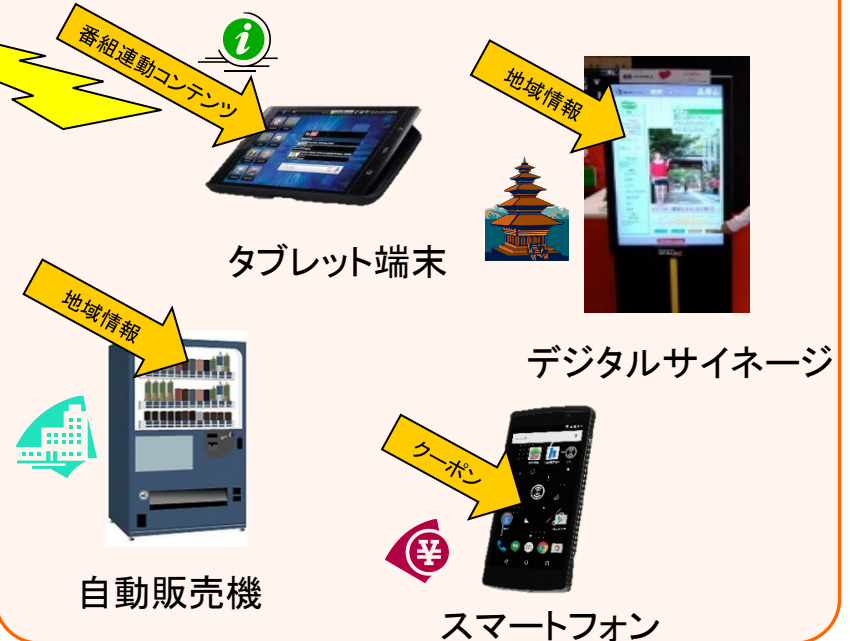 番組連動コンテンツ
地域情報
タブレット端末
地域情報
デジタルサイネージ
クーポン
自動販売機
スマートフォン